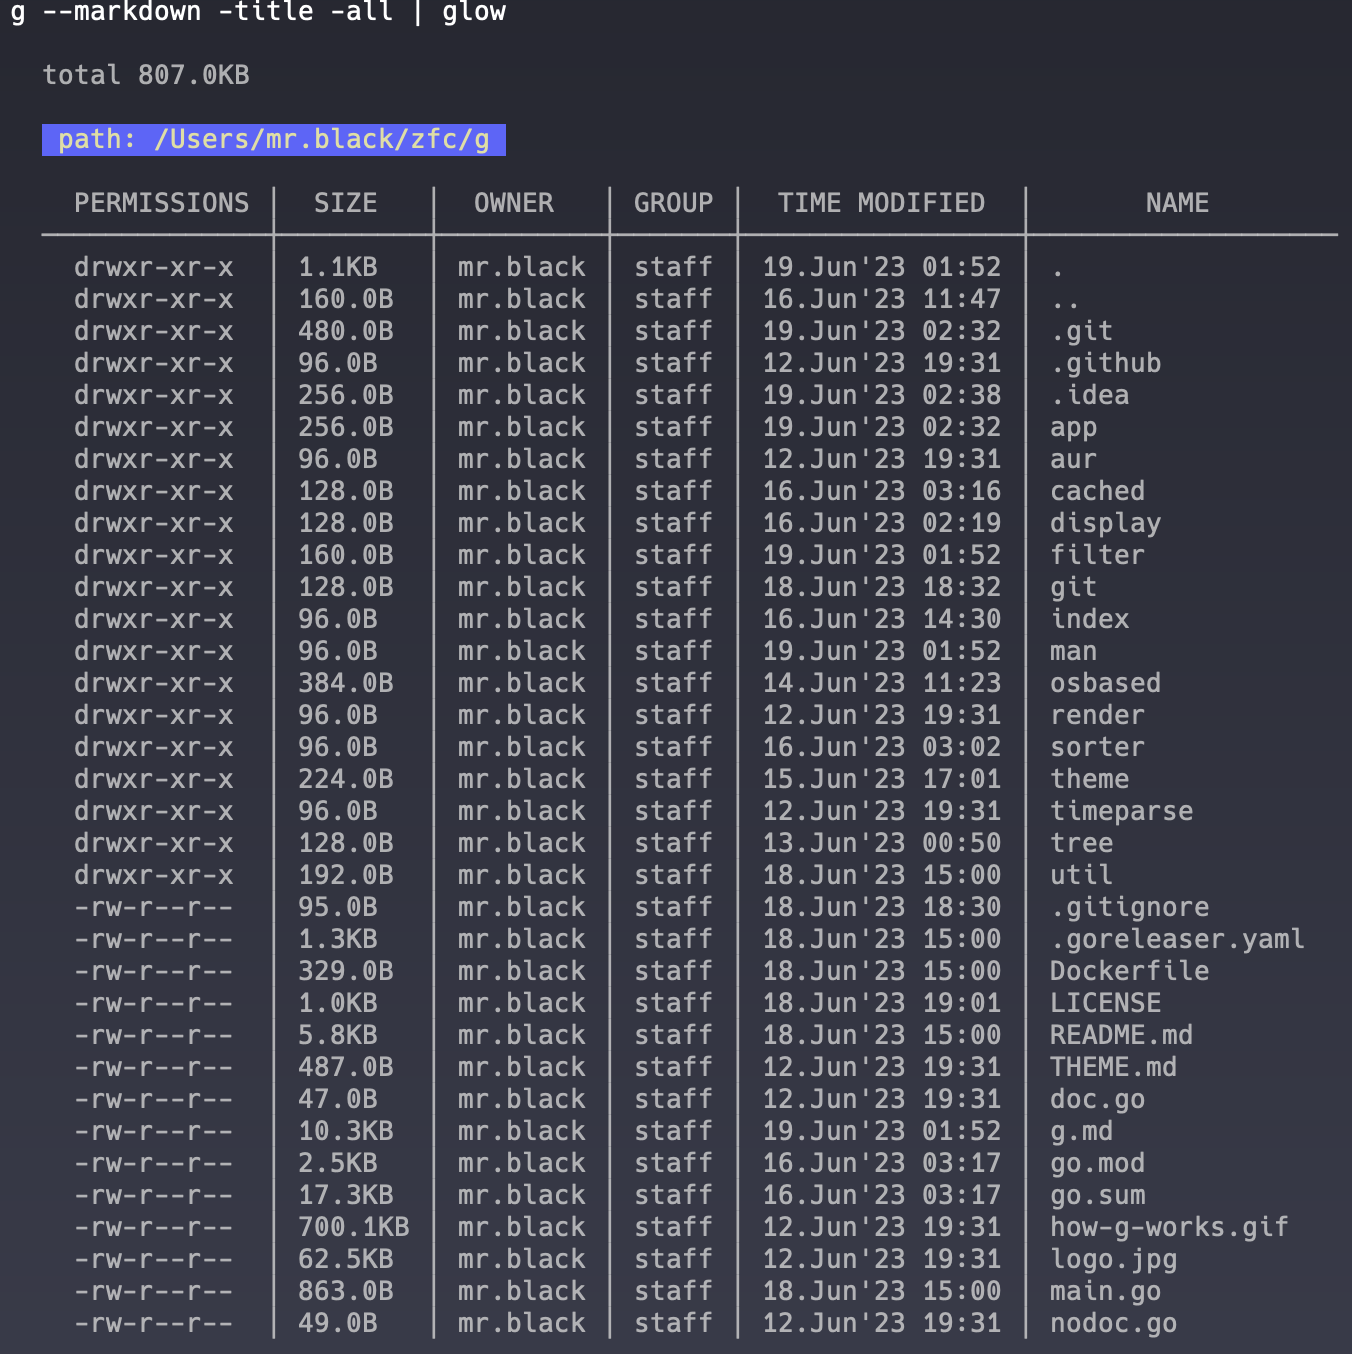 g --markdown -title -all | glow
total 807.0KB
path: /Users/mr.black/zfc/g
PERMISSIONS │ SIZE │ OWNER │ GROUP │ TIME MODIFIED │ NAME
drwxr-xr-x │ 1.1KB │ mr.black │ staff │ 19.Jun'23 01:52 │ .
drwxr-xr-x │ 160.0B │ mr.black │ staff │ 16.Jun'23 11:47 │ ..
drwxr-xr-x │ 480.0B │ mr.black │ staff │ 19.Jun'23 02:32 │ .git
drwxr-xr-x │ 96.0B │ mr.black │ staff │ 12.Jun'23 19:31 │ .github
drwxr-xr-x │ 256.0B │ mr.black │ staff │ 19.Jun'23 02:38 │ .idea
drwxr-xr-x │ 256.0B │ mr.black │ staff │ 19.Jun'23 02:32 │ app
drwxr-xr-x │ 96.0B │ mr.black │ staff │ 12.Jun'23 19:31 │ aur
drwxr-xr-x │ 128.0B │ mr.black │ staff │ 16.Jun'23 03:16 │ cached
drwxr-xr-x │ 128.0B │ mr.black │ staff │ 16.Jun'23 02:19 │ display
drwxr-xr-x │ 160.0B │ mr.black │ staff │ 19.Jun'23 01:52 │ filter
drwxr-xr-x │ 128.0B │ mr.black │ staff │ 18.Jun'23 18:32 │ git
drwxr-xr-x │ 96.0B │ mr.black │ staff │ 16.Jun'23 14:30 │ index
drwxr-xr-x │ 96.0B │ mr.black │ staff │ 19.Jun'23 01:52 │ man
drwxr-xr-x │ 384.0B │ mr.black │ staff │ 14.Jun'23 11:23 │ osbased
drwxr-xr-x │ 96.0B │ mr.black │ staff │ 12.Jun'23 19:31 │ render
drwxr-xr-x │ 96.0B │ mr.black │ staff │ 16.Jun'23 03:02 │ sorter
drwxr-xr-x │ 224.0B │ mr.black │ staff │ 15.Jun'23 17:01 │ theme
drwxr-xr-x │ 96.0B │ mr.black │ staff │ 12.Jun'23 19:31 │ timeparse
drwxr-xr-x │ 128.0B │ mr.black │ staff │ 13.Jun'23 00:50 │ tree
drwxr-xr-x │ 192.0B │ mr.black │ staff │ 18.Jun'23 15:00 │ util
-rw-r--r-- │ 95.0B │ mr.black │ staff │ 18.Jun'23 18:30 │ .gitignore
-rw-r--r-- │ 1.3KB │ mr.black │ staff │ 18.Jun'23 15:00 │ .goreleaser.yaml
-rw-r--r-- │ 329.0B │ mr.black │ staff │ 18.Jun'23 15:00 │ Dockerfile
-rw-r--r-- │ 1.0KB │ mr.black │ staff │ 18.Jun'23 19:01 │ LICENSE
-rw-r--r-- │ 5.8KB │ mr.black │ staff │ 18.Jun'23 15:00 │ README.md
-rw-r--r-- │ 487.0B │ mr.black │ staff │ 12.Jun'23 19:31 │ THEME.md
-rw-r--r-- │ 47.0B │ mr.black │ staff │ 12.Jun'23 19:31 │ doc.go
-rw-r--r-- │ 10.3KB │ mr.black │ staff │ 19.Jun'23 01:52 │ g.md
-rw-r--r-- │ 2.5KB │ mr.black │ staff │ 16.Jun'23 03:17 │ go.mod
-rw-r--r-- │ 17.3KB │ mr.black │ staff │ 16.Jun'23 03:17 │ go.sum
-rw-r--r-- │ 700.1KB │ mr.black │ staff │ 12.Jun'23 19:31 │ how-g-works.gif
-rw-r--r-- │ 62.5KB │ mr.black │ staff │ 12.Jun'23 19:31 │ logo.jpg
-rw-r--r-- │ 863.0B │ mr.black │ staff │ 18.Jun'23 15:00 │ main.go
-rw-r--r-- │ 49.0B │ mr.black │ staff │ 12.Jun'23 19:31 │ nodoc.go